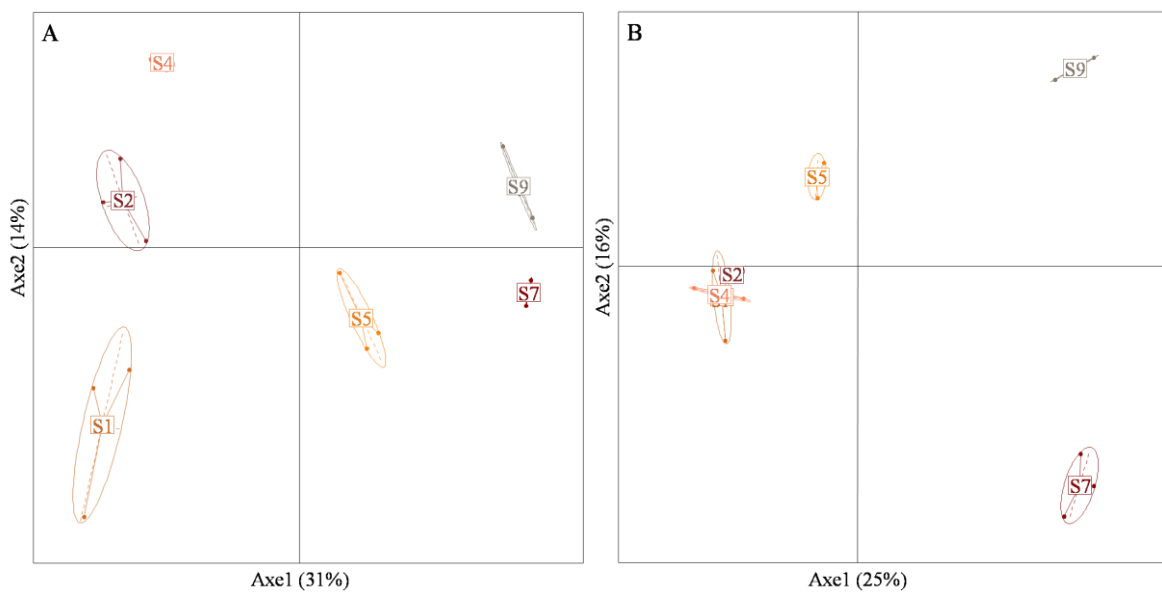 A
S4
S2
S9
S7
S5
S1
Axe2 (14%)
Axe1 (31%)
B
S9
S5
S2
S4
S7
Axe2 (16%)
Axe1 (25%)